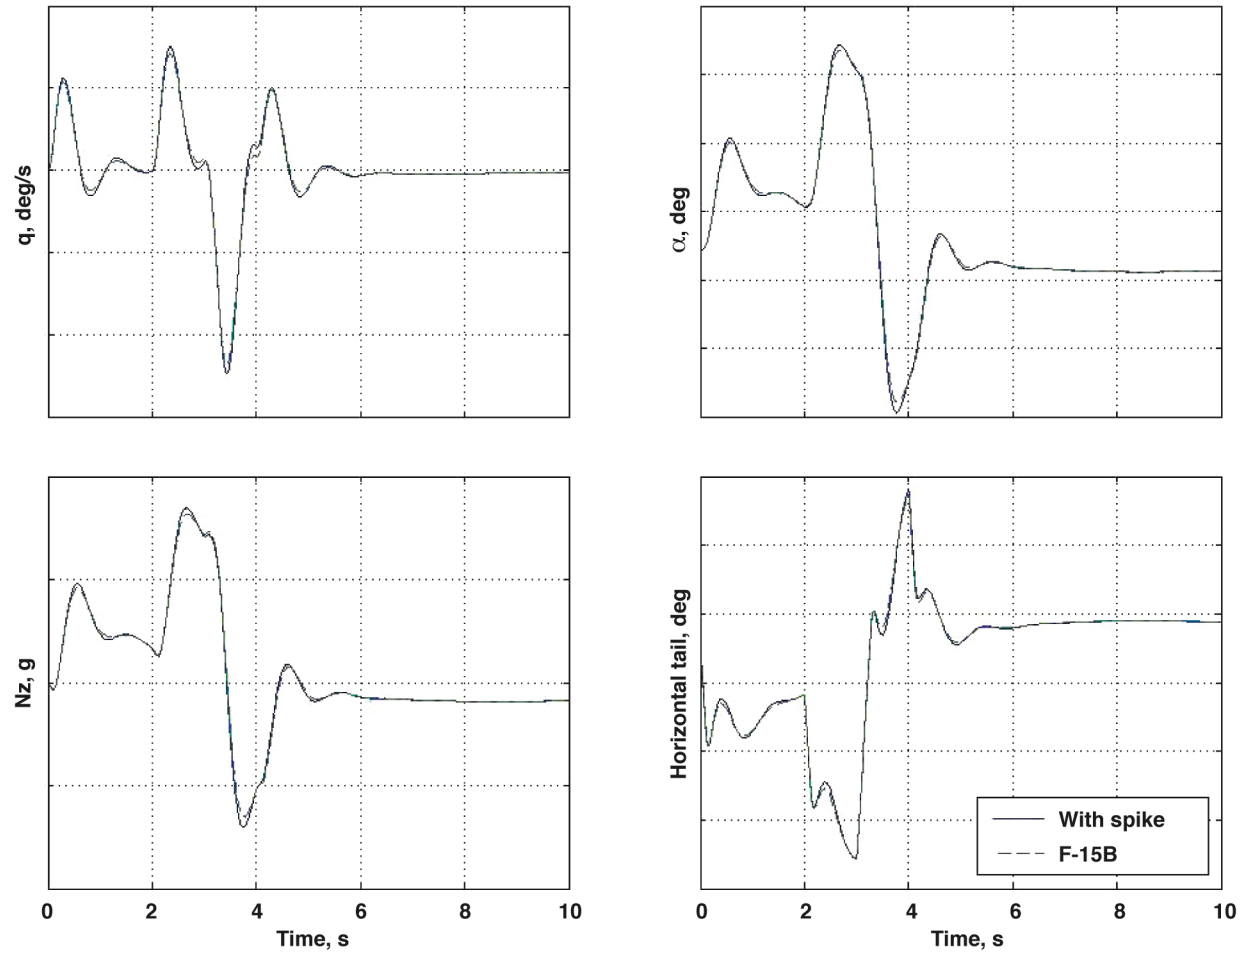 q, deg/s
α, deg
Nz, g
0 2 4 6 8 10
Time, s
Horizontal tail, deg
With spike
F-15B
0 2 4 6 8 10
Time, s